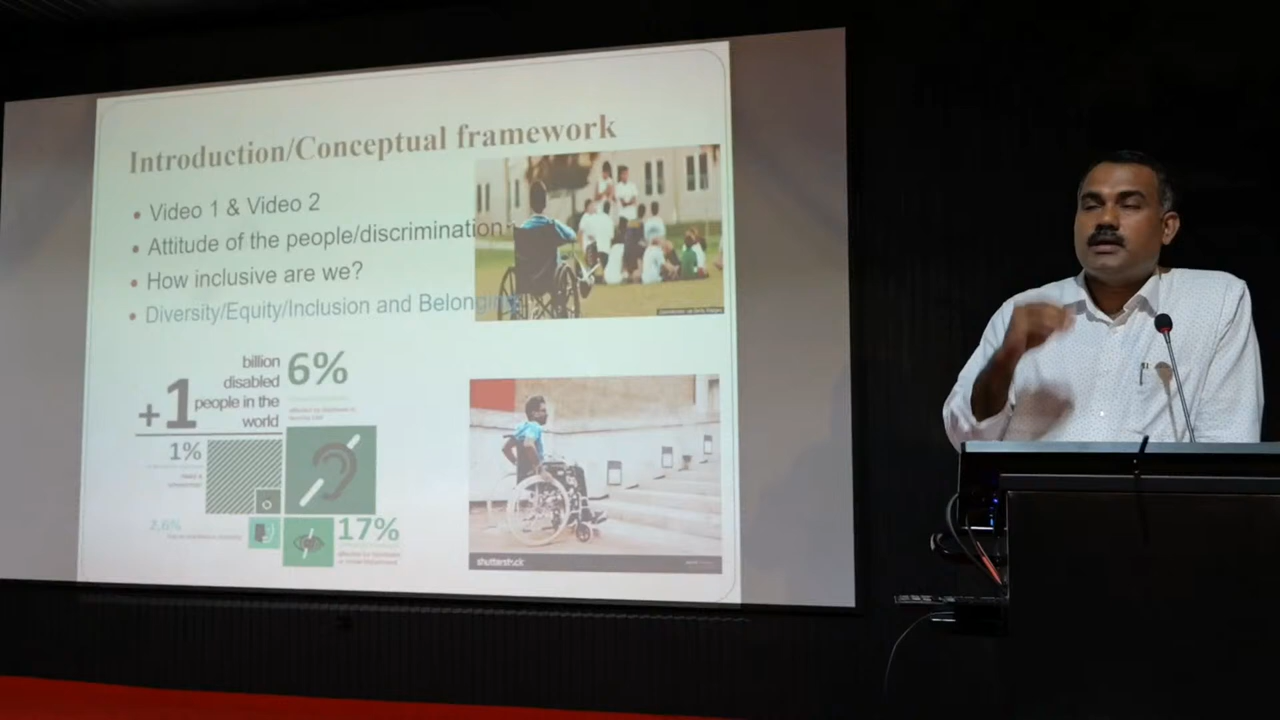 Introduction/Conceptual framework
Video 1 & Video 2
Attitude of the people/discrimination
How inclusive are we?
Diversity/Equity/Inclusion and Belonging
+1 billion
disabled
people in the
world
6%
1%
2,6%
17%
shutterstock